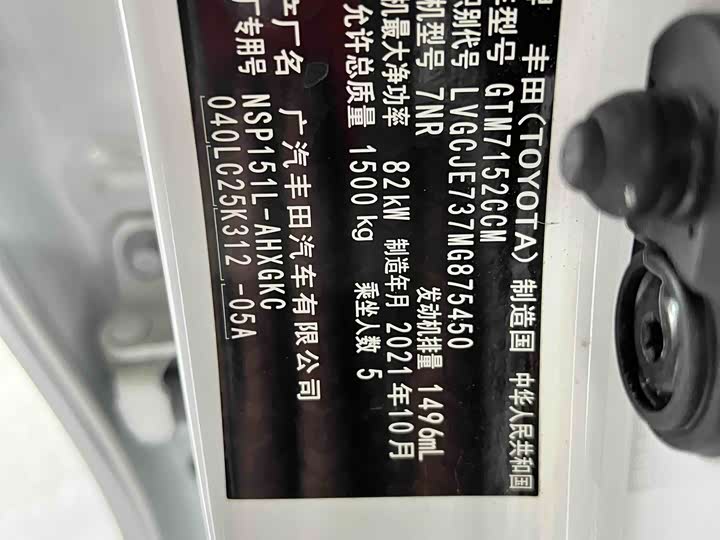 丰田(TOYOTA) 制造国 中华人民共和国
型号 GTM7152CCM
识别代号 LVGCJE737MG875450
机型号 7NR 发动机排量 1496mL
机最大净功率 82kW 制造年月 2021年10月
允许总质量 1500kg 乘坐人数 5
产厂名 广汽丰田汽车有限公司
厂专用号 NSP151L-AHXGKC
040LC25K312 -05A